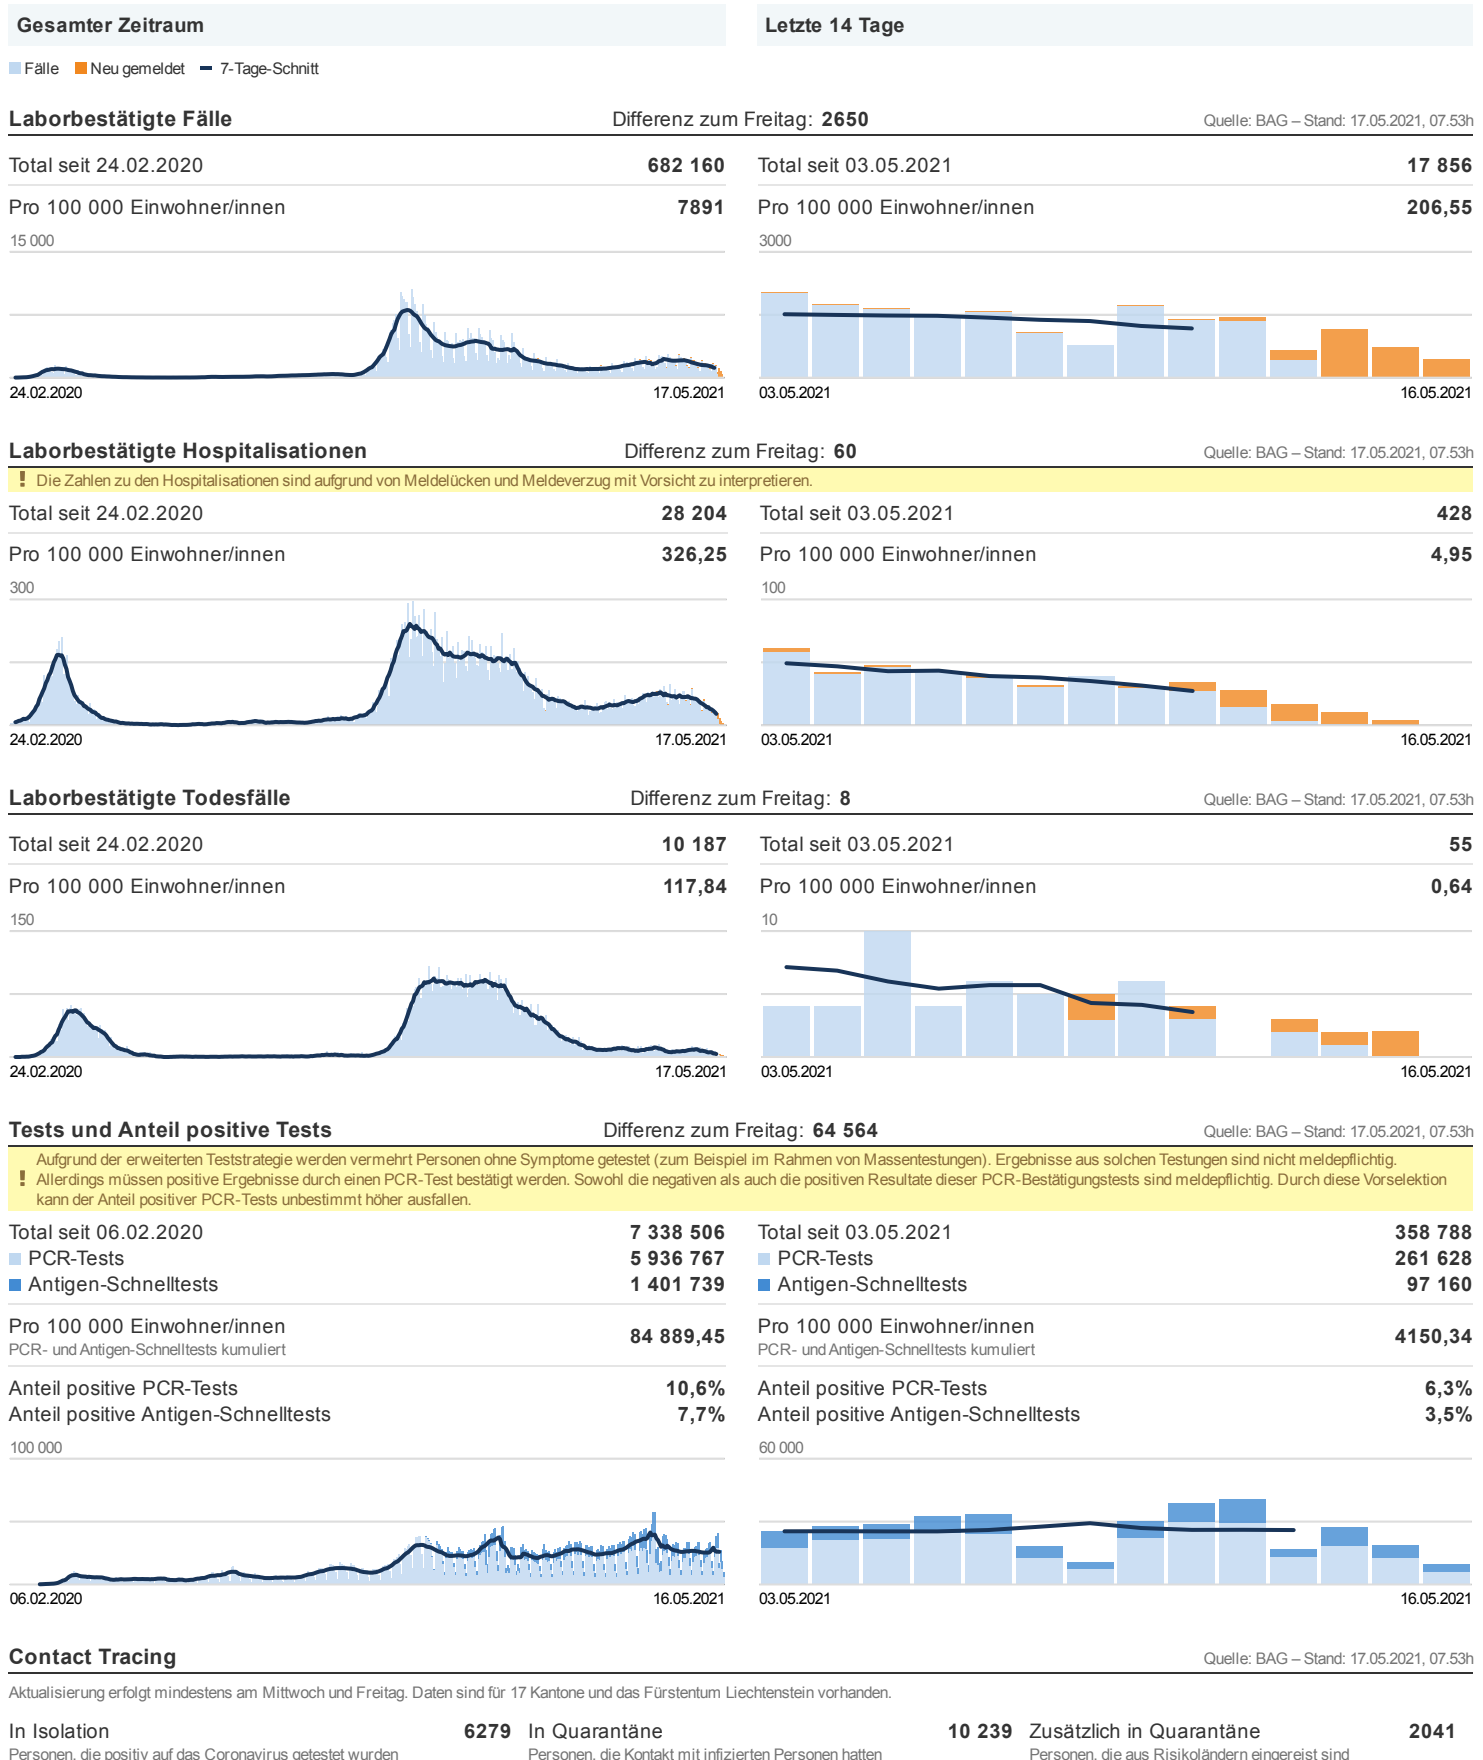 Gesamter Zeitraum
Letzte 14 Tage
Fälle Neu gemeldet 7-Tage-Schnitt
Laborbestätigte Fälle Differenz zum Freitag: 2650 Quelle: BAG – Stand: 17.05.2021, 07.53h
Total seit 24.02.2020 682 160
Pro 100 000 Einwohner/innen 7891
15 000
24.02.2020 17.05.2021
Total seit 03.05.2021 17 856
Pro 100 000 Einwohner/innen 206,55
3000
03.05.2021 16.05.2021
Laborbestätigte Hospitalisationen Differenz zum Freitag: 60 Quelle: BAG – Stand: 17.05.2021, 07.53h
! Die Zahlen zu den Hospitalisationen sind aufgrund von Meldelücken und Meldeverzug mit Vorsicht zu interpretieren.
Total seit 24.02.2020 28 204
Pro 100 000 Einwohner/innen 326,25
300
24.02.2020 17.05.2021
Total seit 03.05.2021 428
Pro 100 000 Einwohner/innen 4,95
100
03.05.2021 16.05.2021
Laborbestätigte Todesfälle Differenz zum Freitag: 8 Quelle: BAG – Stand: 17.05.2021, 07.53h
Total seit 24.02.2020 10 187
Pro 100 000 Einwohner/innen 117,84
150
24.02.2020 17.05.2021
Total seit 03.05.2021 55
Pro 100 000 Einwohner/innen 0,64
10
03.05.2021 16.05.2021
Tests und Anteil positive Tests Differenz zum Freitag: 64 564 Quelle: BAG – Stand: 17.05.2021, 07.53h
Aufgrund der erweiterten Teststrategie werden vermehrt Personen ohne Symptome getestet (zum Beispiel im Rahmen von Massentestungen). Ergebnisse aus solchen Testungen sind nicht meldepflichtig.
! Allerdings müssen positive Ergebnisse durch einen PCR-Test bestätigt werden. Sowohl die negativen als auch die positiven Resultate dieser PCR-Bestätigungstests sind meldepflichtig. Durch diese Vorselektion
kann der Anteil positiver PCR-Tests unbestimmt höher ausfallen.
Total seit 06.02.2020 7 338 506
PCR-Tests 5 936 767
Antigen-Schnelltests 1 401 739
Pro 100 000 Einwohner/innen 84 889,45
PCR- und Antigen-Schnelltests kumuliert
Anteil positive PCR-Tests 10,6%
Anteil positive Antigen-Schnelltests 7,7%
100 000
06.02.2020 16.05.2021
Total seit 03.05.2021 358 788
PCR-Tests 261 628
Antigen-Schnelltests 97 160
Pro 100 000 Einwohner/innen 4150,34
PCR- und Antigen-Schnelltests kumuliert
Anteil positive PCR-Tests 6,3%
Anteil positive Antigen-Schnelltests 3,5%
60 000
03.05.2021 16.05.2021
Contact Tracing Quelle: BAG – Stand: 17.05.2021, 07.53h
Aktualisierung erfolgt mindestens am Mittwoch und Freitag. Daten sind für 17 Kantone und das Fürstentum Liechtenstein vorhanden.
In Isolation 6279
Personen, die positiv auf das Coronavirus getestet wurden
In Quarantäne 10 239
Personen, die Kontakt mit infizierten Personen hatten
Zusätzlich in Quarantäne 2041
Personen, die aus Risikoländern eingereist sind